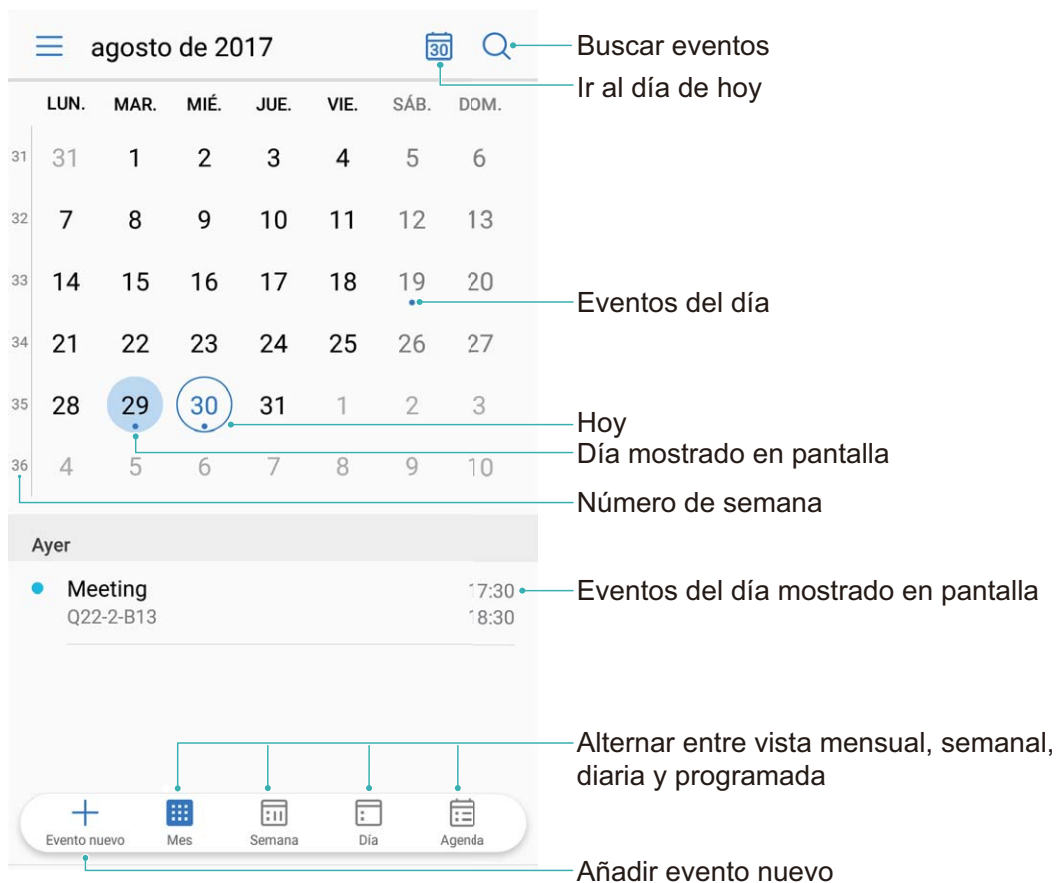 agosto de 2017
30
Buscar eventos
Ir al día de hoy
LUN. MAR. MIÉ. JUE. VIE. SÁB. DOM.
31 31 1 2 3 4 5 6
32 7 8 9 10 11 12 13
33 14 15 16 17 18 19 20
Eventos del día
34 21 22 23 24 25 26 27
35 28 29 30 31 1 2 3
Hoy
Día mostrado en pantalla
36 4 5 6 7 8 9 10
Número de semana
Ayer
Meeting 17:30
Eventos del día mostrado en pantalla
Q22-2-B13 18:30
Alternar entre vista mensual, semanal,
diaria y programada
Evento nuevo Mes Semana Día Agenda
Añadir evento nuevo